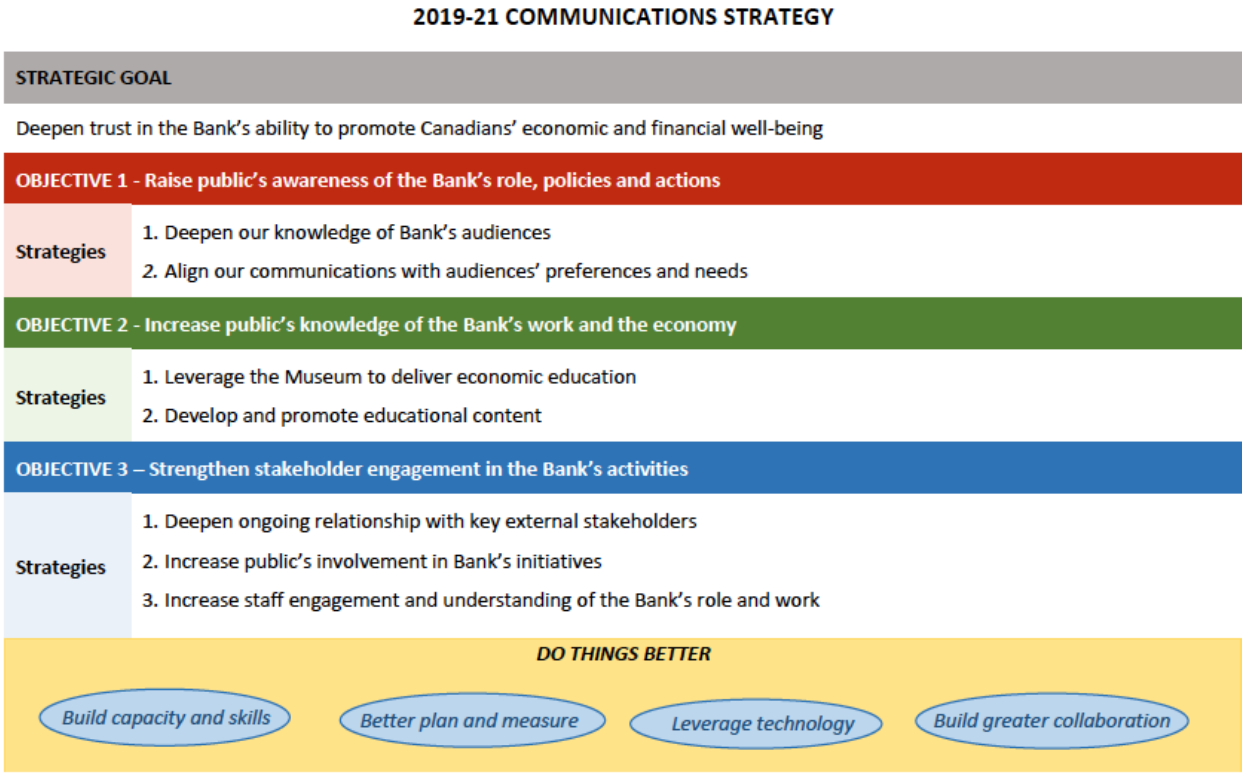 2019-21 COMMUNICATIONS STRATEGY
STRATEGIC GOAL
Deepen trust in the Bank's ability to promote Canadians' economic and financial well-being
OBJECTIVE 1 - Raise public's awareness of the Bank's role, policies and actions
Strategies
1. Deepen our knowledge of Bank's audiences
2. Align our communications with audiences' preferences and needs
OBJECTIVE 2 - Increase public's knowledge of the Bank's work and the economy
Strategies
1. Leverage the Museum to deliver economic education
2. Develop and promote educational content
OBJECTIVE 3 – Strengthen stakeholder engagement in the Bank's activities
Strategies
1. Deepen ongoing relationship with key external stakeholders
2. Increase public's involvement in Bank's initiatives
3. Increase staff engagement and understanding of the Bank's role and work
DO THINGS BETTER
Build capacity and skills
Better plan and measure
Leverage technology
Build greater collaboration